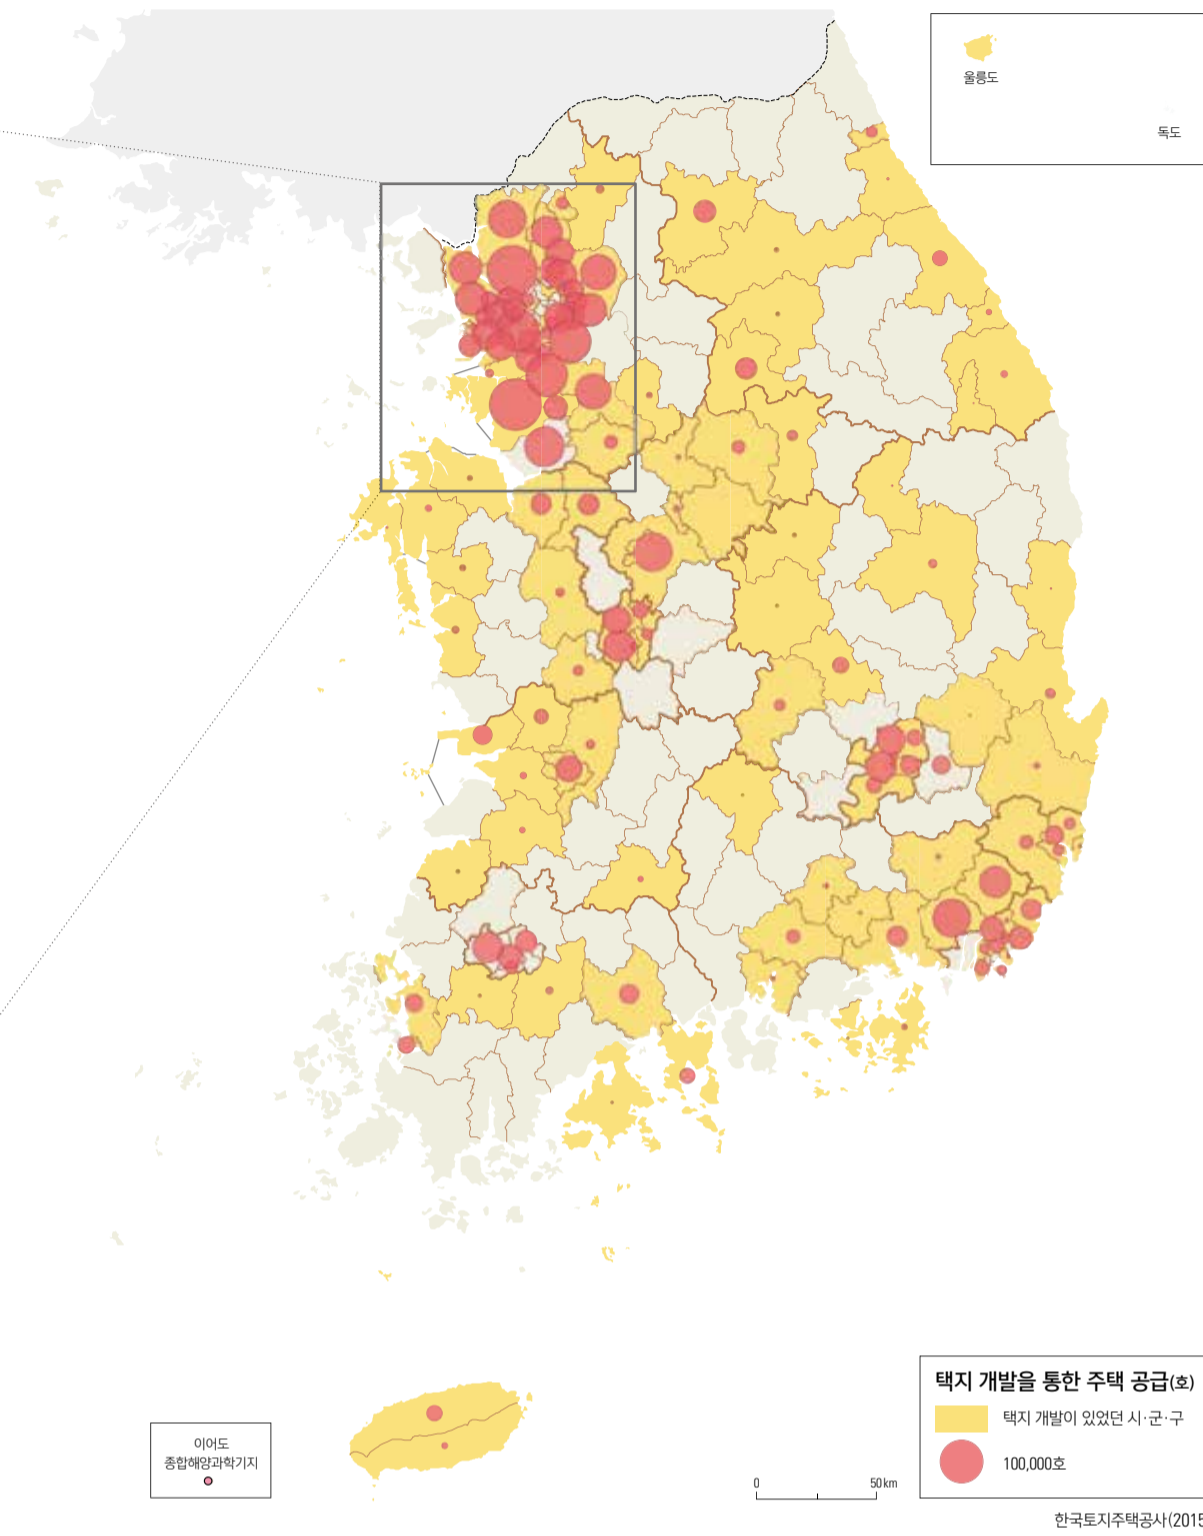 울릉도
독도
택지 개발을 통한 주택 공급(호)
택지 개발이 있었던 시·군·구
100,000호
이어도
종합해양과학기지
0 50km
한국토지주택공사(2015